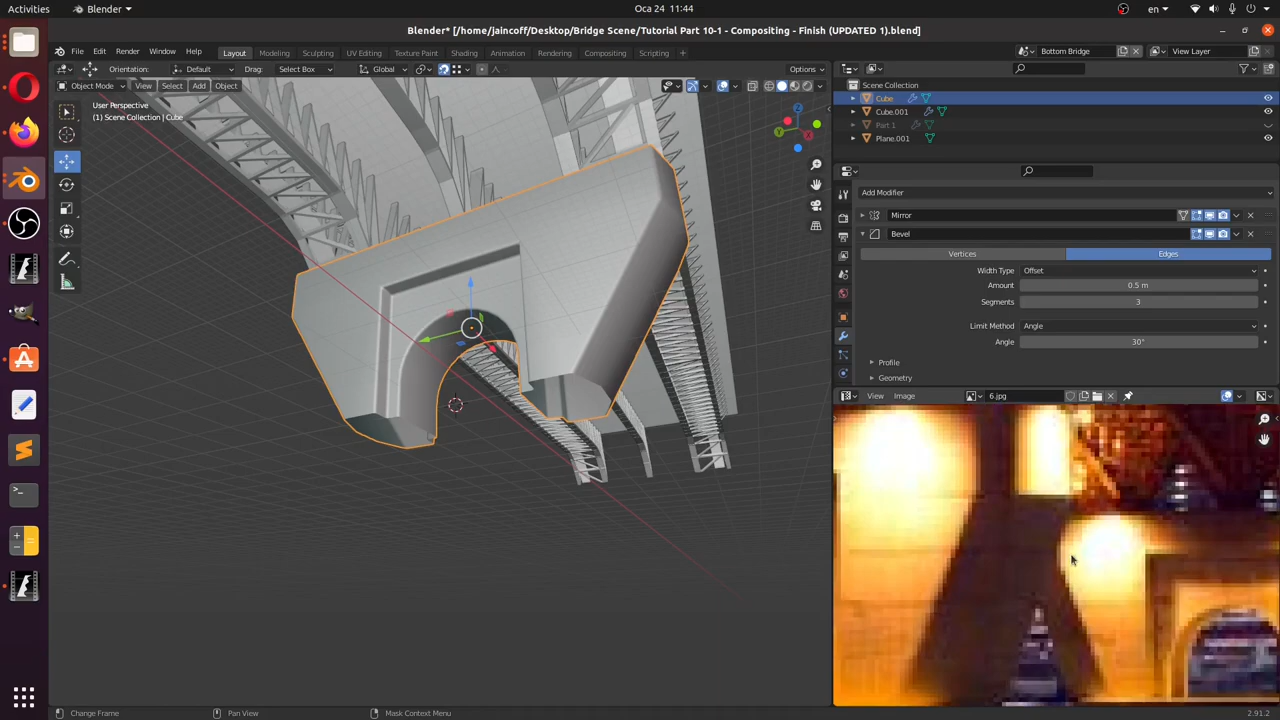 Activities
Blender
Oca 24 11:44
en
Blender* [/home/jaincoff/Desktop/Bridge Scene/Tutorial Part 10-1 - Compositing - Finish (UPDATED 1).blend]
File Edit Render Window Help
Layout Modeling Sculpting UV Editing Texture Paint Shading Animation Rendering Compositing Scripting +
Bottom Bridge
View Layer
Orientation: Default Drag: Select Box Global Options
Object Mode View Select Add Object
User Perspective
(1) Scene Collection | Cube
Z
Y
X
Scene Collection
Cube
Cube.001
Part 1
Plane.001
Add Modifier
Mirror
Bevel
Vertices Edges
Width Type Offset
Amount 0.5 m
Segments 3
Limit Method Angle
Angle 30°
Profile
Geometry
View Image 6.jpg
Change Frame Pan View Mask Context Menu 2.91.2